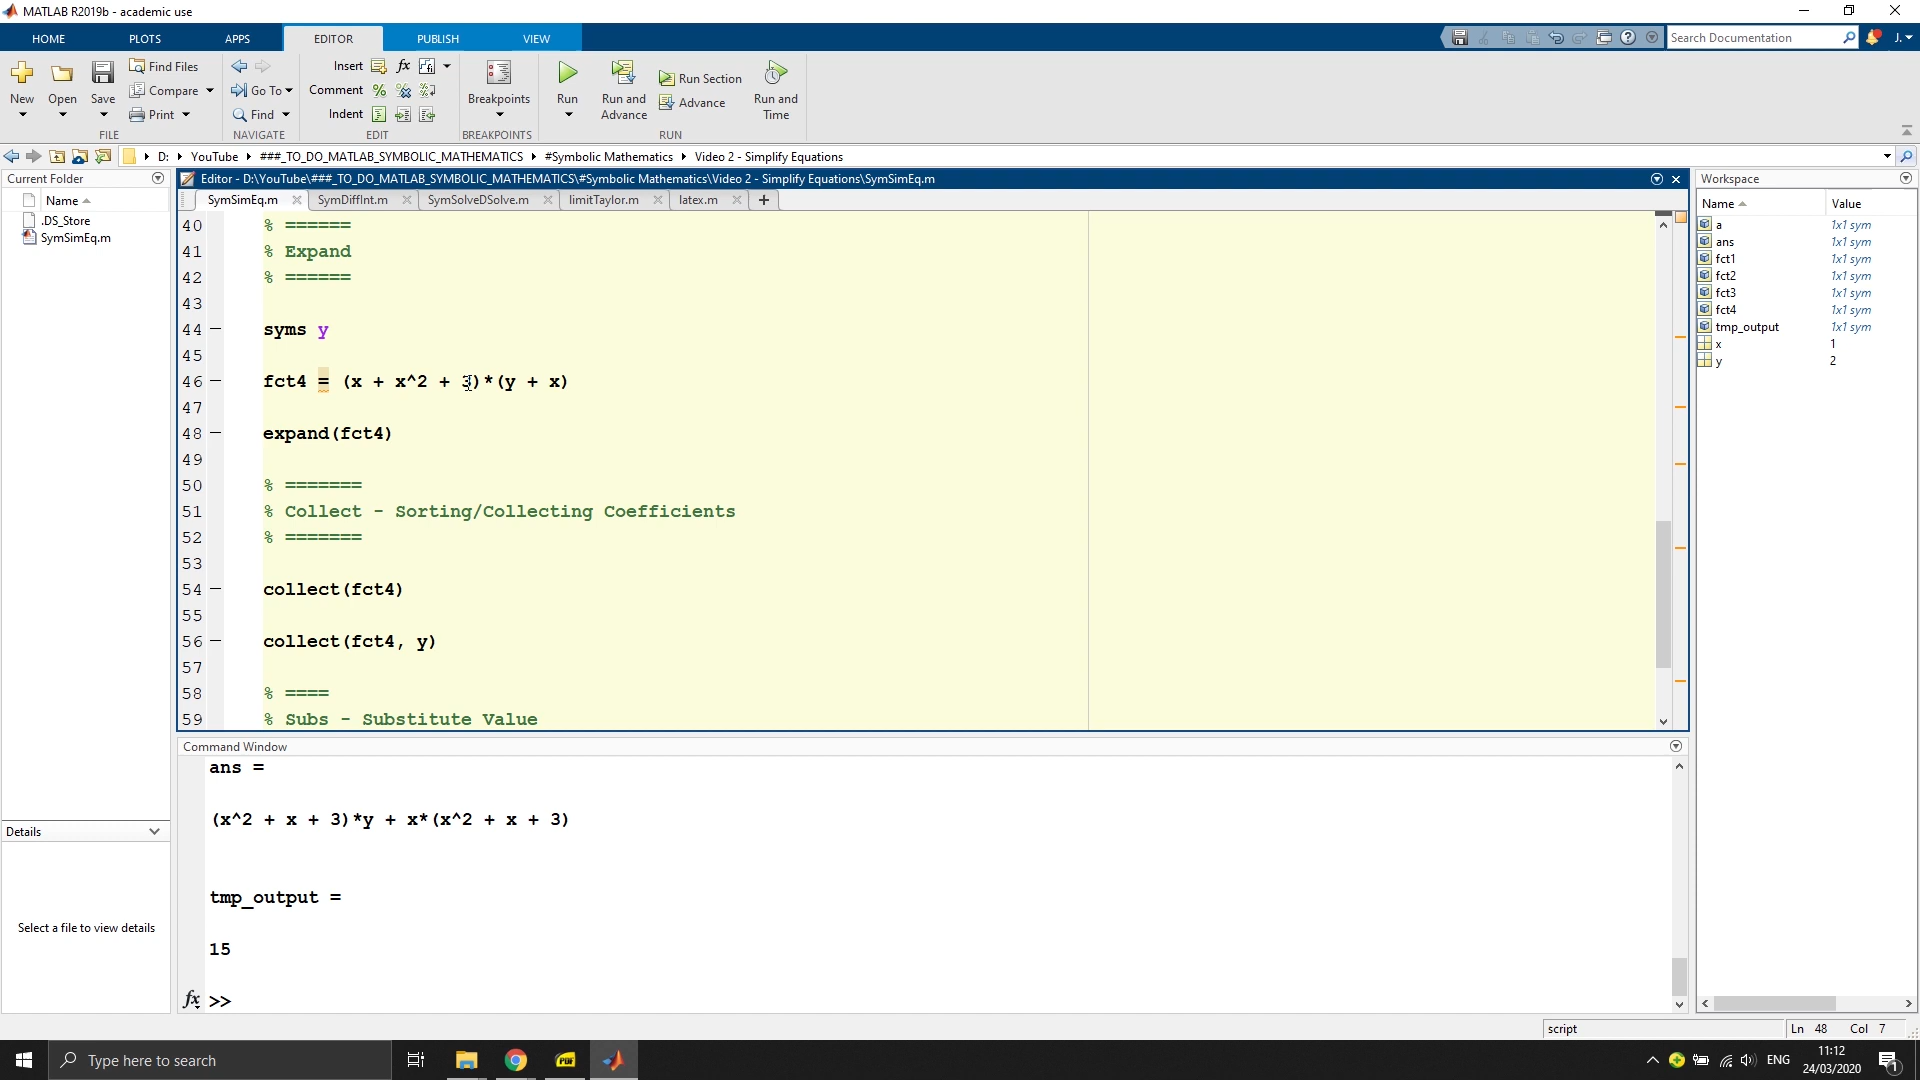 MATLAB R2019b - academic use
HOME PLOTS APPS EDITOR PUBLISH VIEW Search Documentation J.
New Open Save Find Files Compare Print
FILE
Go To Find
NAVIGATE
Insert fx
Comment
Indent
EDIT
Breakpoints
BREAKPOINTS
Run Run and Advance Run Section Advance Run and Time
RUN
D: YouTube ###_TO_DO_MATLAB_SYMBOLIC_MATHEMATICS #Symbolic Mathematics Video 2 - Simplify Equations
Current Folder
Name
.DS_Store
SymSimEq.m
Details
Select a file to view details
Editor - D:\YouTube\###_TO_DO_MATLAB_SYMBOLIC_MATHEMATICS\#Symbolic Mathematics\Video 2 - Simplify Equations\SymSimEq.m
SymSimEq.m SymDiffInt.m SymSolveDSolve.m limitTaylor.m latex.m +
40 % ======
41 % Expand
42 % ======
43
44 syms y
45
46 fct4 = (x + x^2 + 3)*(y + x)
47
48 expand(fct4)
49
50 % =======
51 % Collect - Sorting/Collecting Coefficients
52 % =======
53
54 collect(fct4)
55
56 collect(fct4, y)
57
58 % ====
59 % Subs - Substitute Value
Command Window
ans =
(x^2 + x + 3)*y + x*(x^2 + x + 3)
tmp_output =
15
fx >>
Workspace
Name Value
a 1x1 sym
ans 1x1 sym
fct1 1x1 sym
fct2 1x1 sym
fct3 1x1 sym
fct4 1x1 sym
tmp_output 1x1 sym
x 1
y 2
script Ln 48 Col 7
Type here to search PDF ENG 11:12
24/03/2020 1